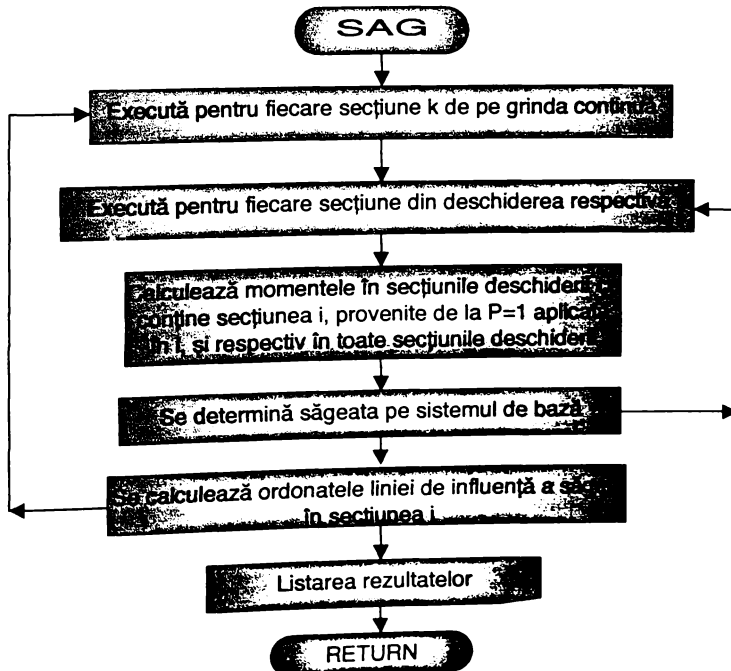 SAG
Execută pentru fiecare secțiune k de pe grinda continuă
Execută pentru fiecare secțiune din deschiderea respectivă
Calculează momentele în secțiunile
conține secțiunea i, provenite de la P=1
în i, și respectiv în toate secțiunile
Se determină săgeata pe sistemul de bază
Se calculează ordonatele liniei de influență a
în secțiunea i
Listarea rezultatelor
RETURN